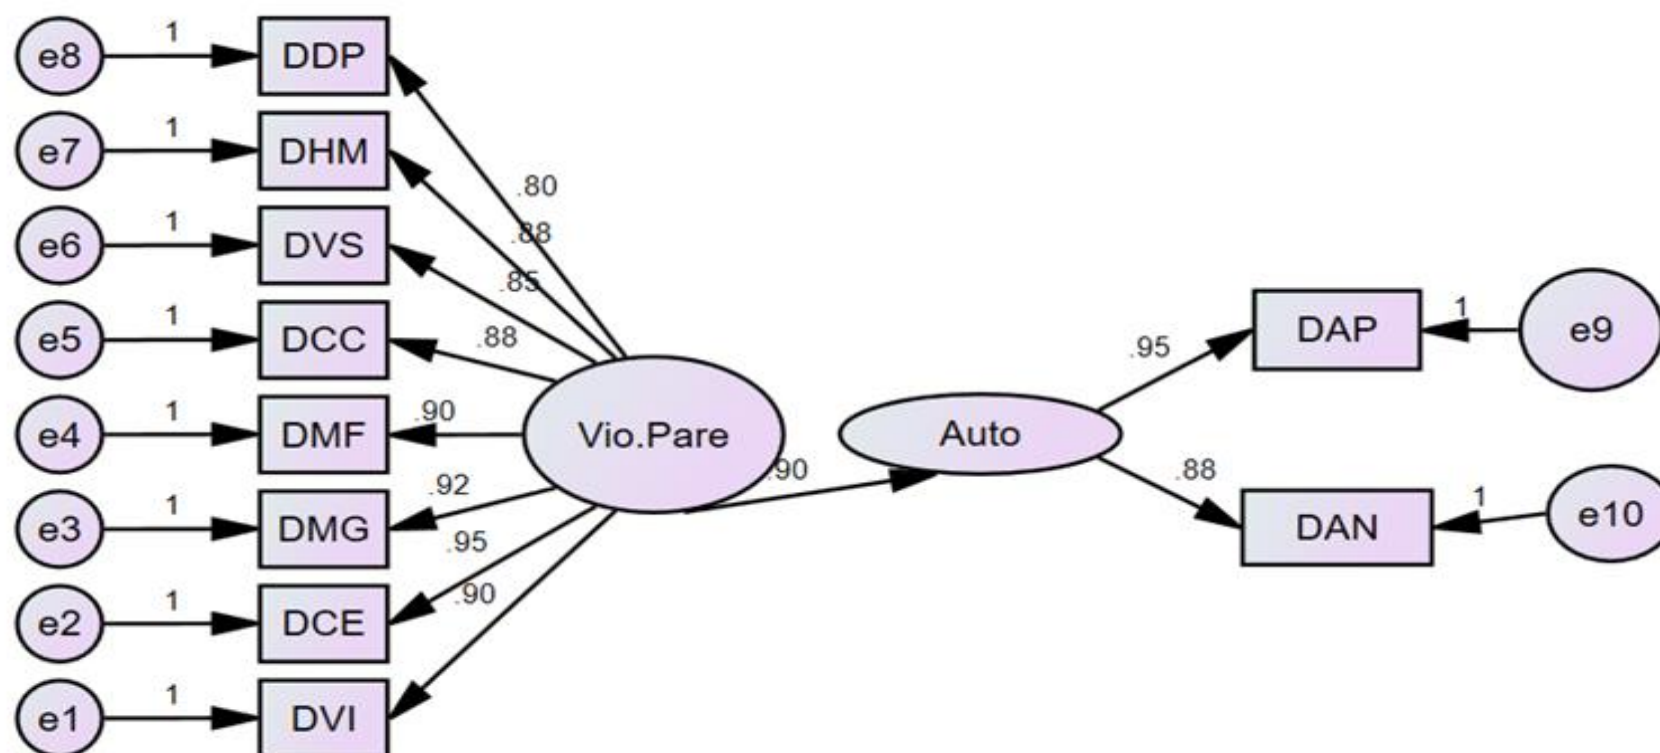 e8 1 DDP
e7 1 DHM
.80
e6 1 DVS
.88
.85
e5 1 DCC
.88
DAP 1 e9
.95
e4 1 DMF
.90
Vio.Pare
Auto
.90
.88
.92
e3 1 DMG
DAN 1 e10
.95
e2 1 DCE
.90
e1 1 DVI